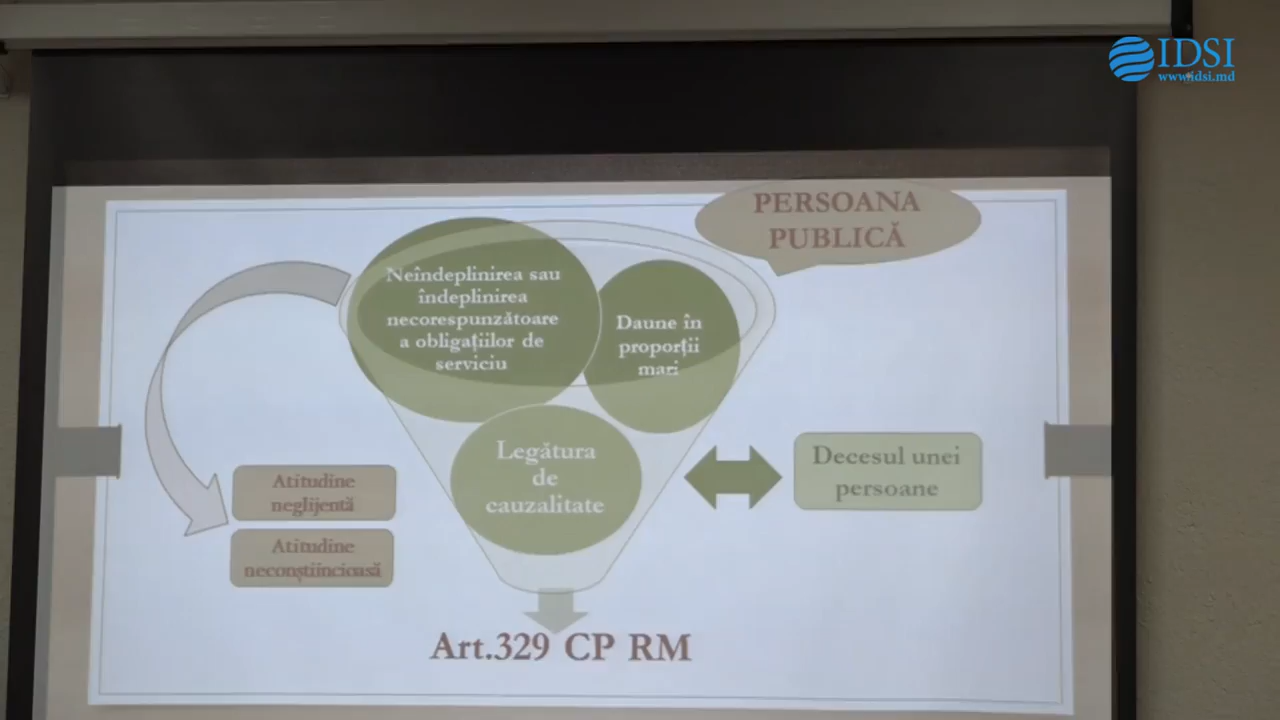 IDSI
www.idsi.md
PERSOANA
PUBLICĂ
Neîndeplinirea sau
îndeplinirea
necorespunzătoare
a obligațiilor de
serviciu
Daune în
proporții
mari
Legătura
de
cauzalitate
Decesul unei
persoane
Atitudine
neglijentă
Atitudine
neconștiincioasă
Art.329 CP RM